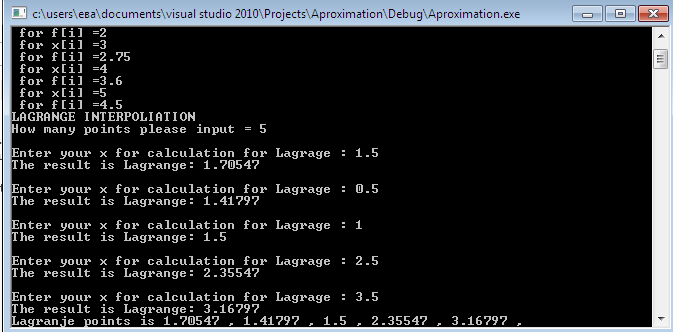 c:\users\ева\documents\visual studio 2010\Projects\Aproximation\Debug\Aproximation.exe
for f[i] =2
for x[i] =3
for f[i] =2.75
for x[i] =4
for f[i] =3.6
for x[i] =5
for f[i] =4.5
LAGRANGE INTERPOLIATION
How many points please input = 5
Enter your x for calculation for Lagrage : 1.5
The result is Lagrange: 1.70547
Enter your x for calculation for Lagrage : 0.5
The result is Lagrange: 1.41797
Enter your x for calculation for Lagrage : 1
The result is Lagrange: 1.5
Enter your x for calculation for Lagrage : 2.5
The result is Lagrange: 2.35547
Enter your x for calculation for Lagrage : 3.5
The result is Lagrange: 3.16797
Lagranje points is 1.70547 , 1.41797 , 1.5 , 2.35547 , 3.16797 ,